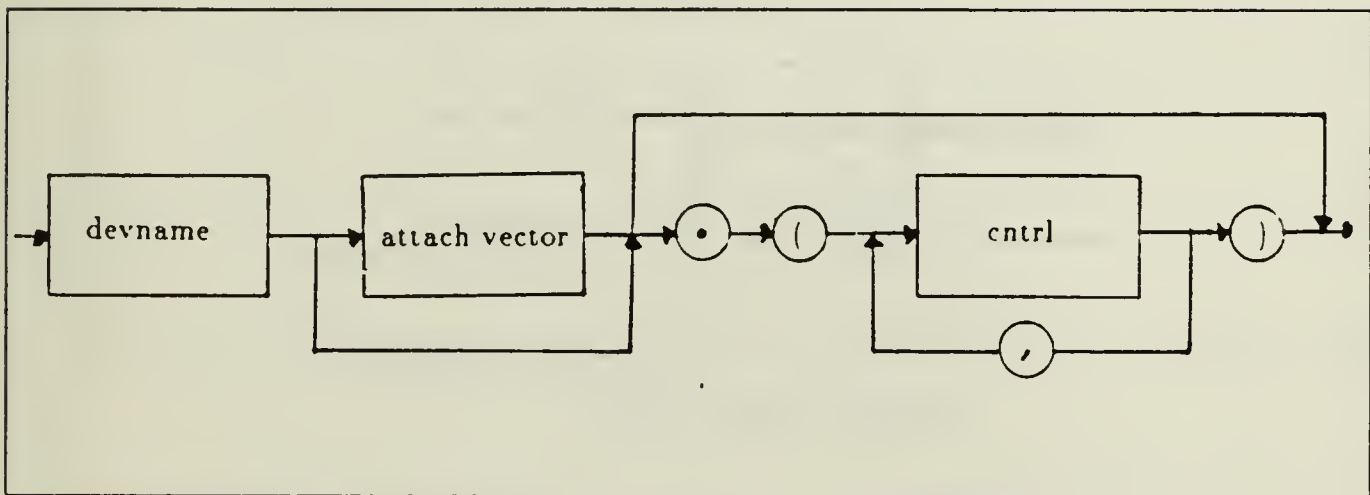 devname
attach vector
•
(
cntrl
)
,